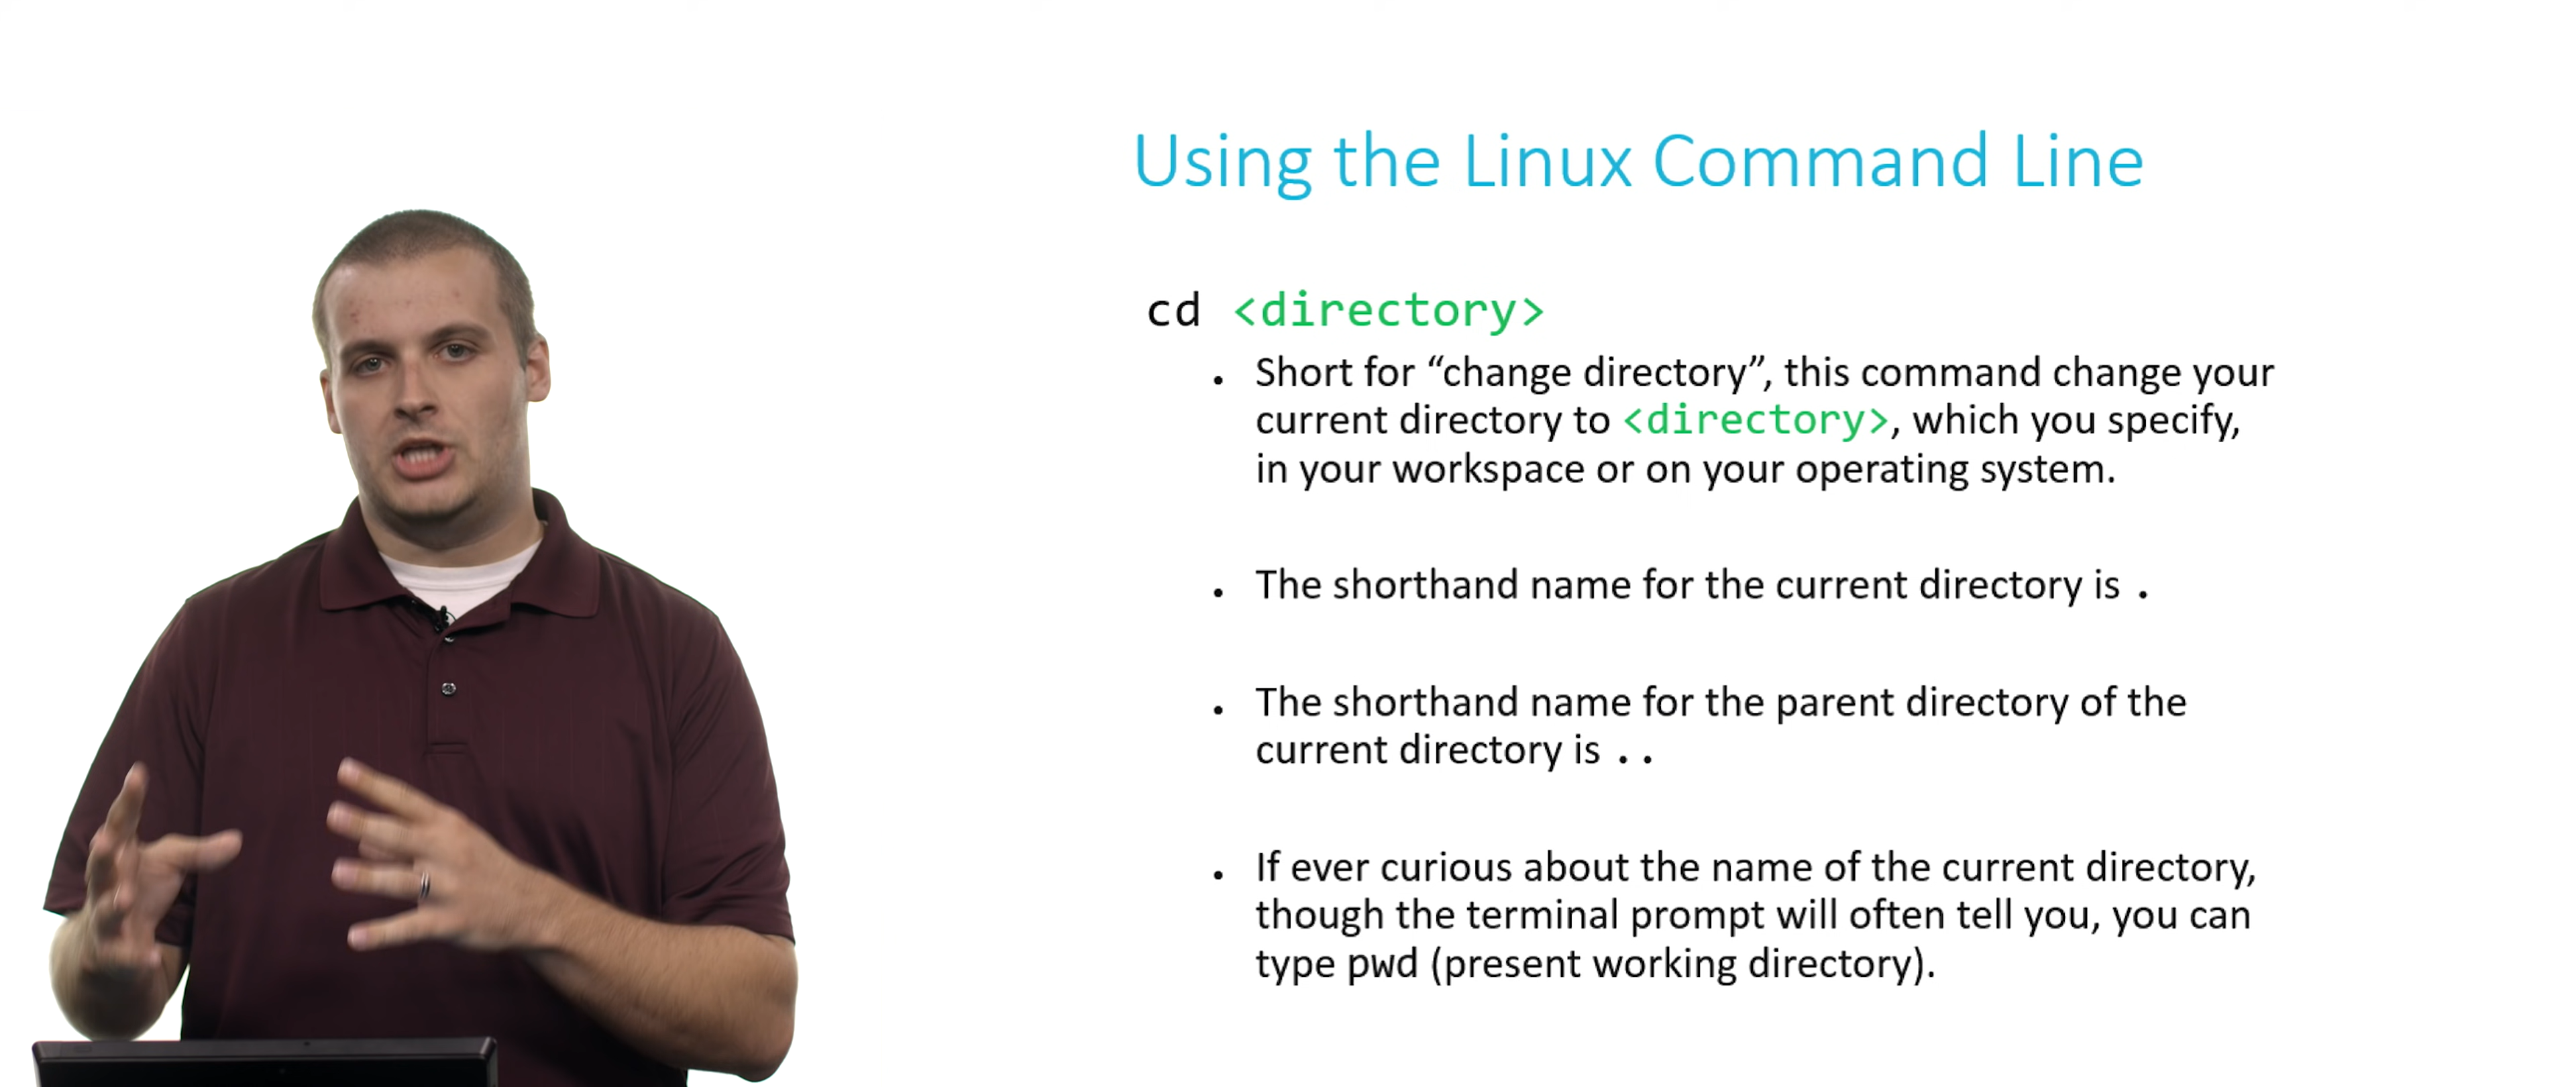 Using the Linux Command Line
cd <directory>
• Short for “change directory”, this command change your
current directory to <directory>, which you specify,
in your workspace or on your operating system.
• The shorthand name for the current directory is .
• The shorthand name for the parent directory of the
current directory is ..
• If ever curious about the name of the current directory,
though the terminal prompt will often tell you, you can
type pwd (present working directory).